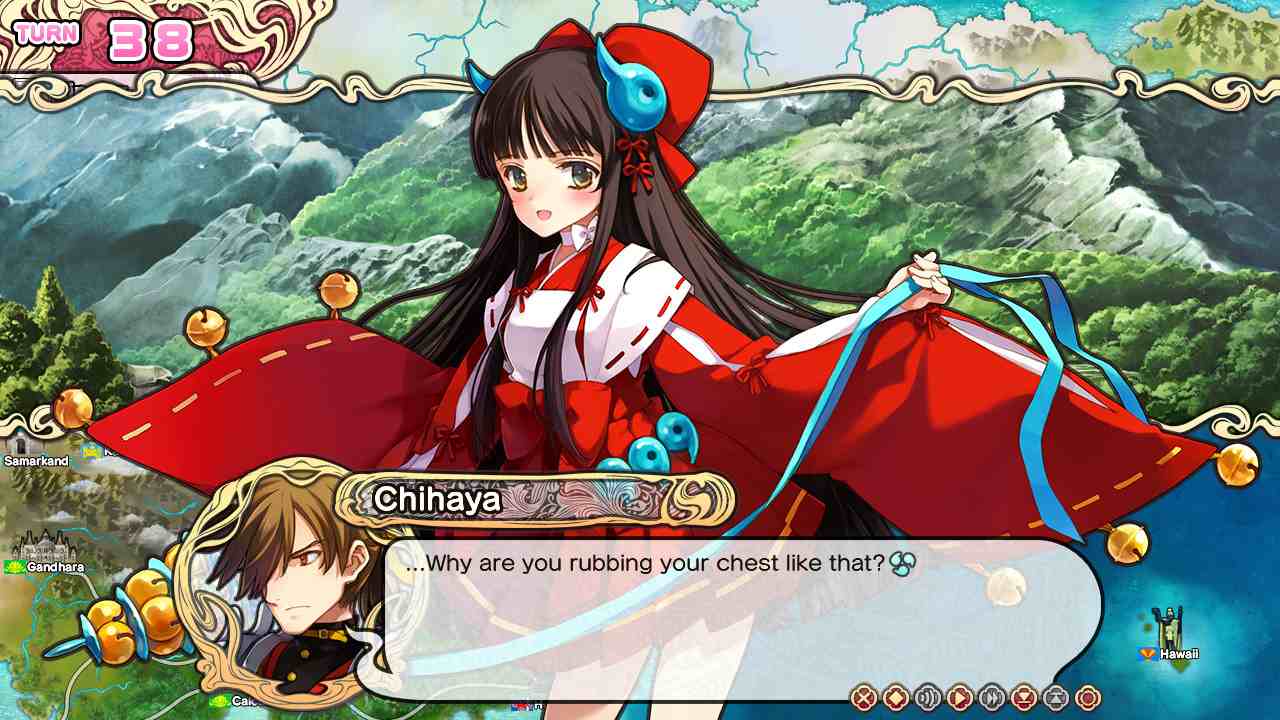 TURN 38
Samarkand
Chihaya
...Why are you rubbing your chest like that?
Gandhara
Hawaii